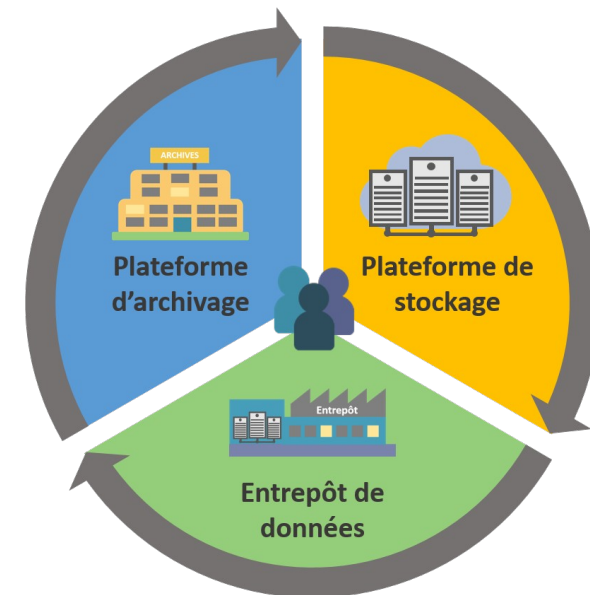 ARCHIVES
Plateforme
d’archivage
Plateforme de
stockage
Entrepôt
Entrepôt de
données